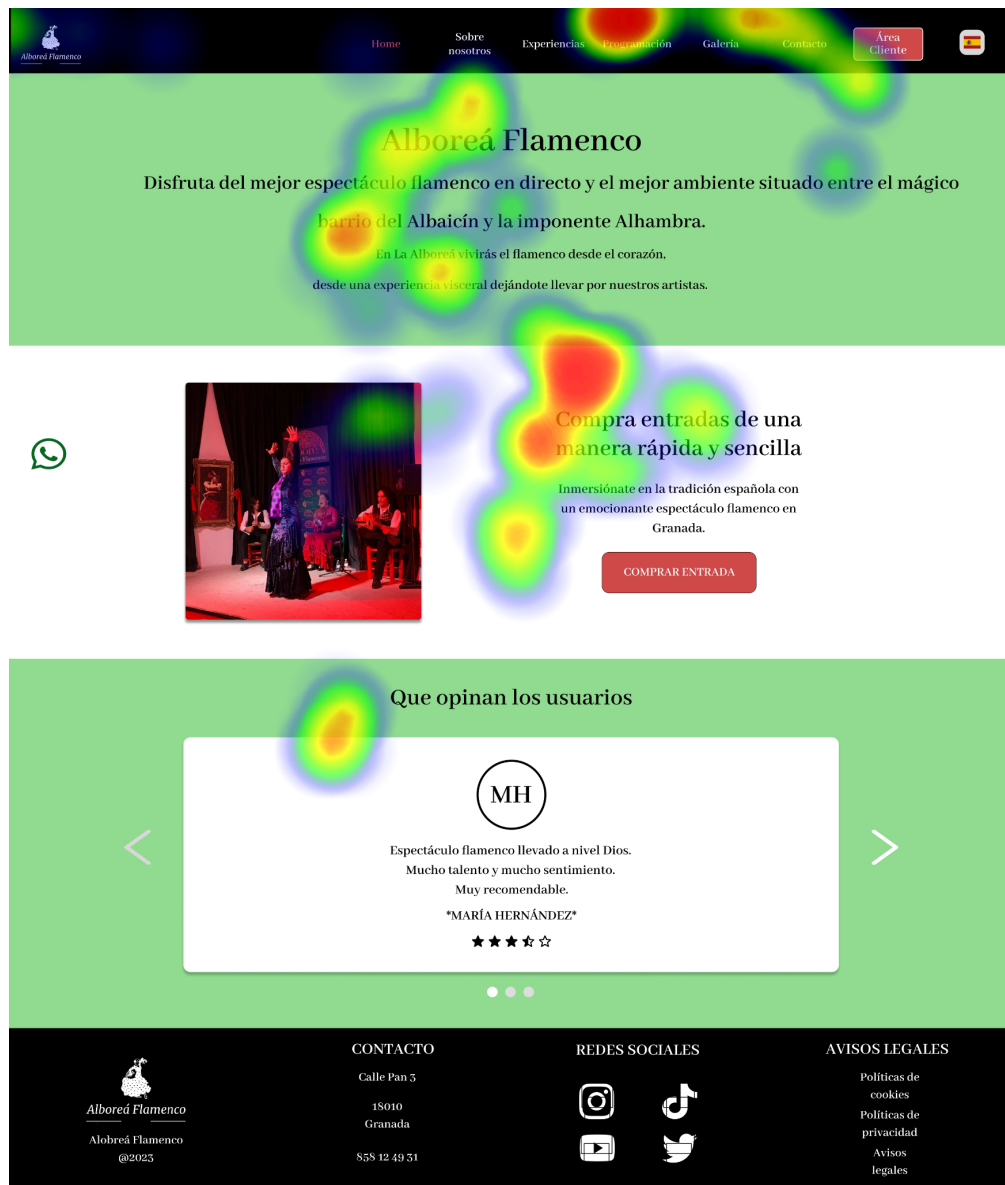 Alboreá Flamenco
Home
Sobre
nosotros
Experiencias
Programación
Galería
Contacto
Área
Cliente
Alboreá Flamenco
Disfruta del mejor espectáculo flamenco en directo y el mejor ambiente situado entre el mágico
barrio del Albaicín y la imponente Alhambra.
En La Alboreá vivirás el flamenco desde el corazón,
desde una experiencia visceral dejándote llevar por nuestros artistas.
Compra entradas de una
manera rápida y sencilla
Inmersiónate en la tradición española con
un emocionante espectáculo flamenco en
Granada.
COMPRAR ENTRADA
Que opinan los usuarios
MH
Espectáculo flamenco llevado a nivel Dios.
Mucho talento y mucho sentimiento.
Muy recomendable.
*MARÍA HERNÁNDEZ*
Alboreá Flamenco
Alobreá Flamenco
@2023
CONTACTO
Calle Pan 3
18010
Granada
858 12 49 31
REDES SOCIALES
AVISOS LEGALES
Políticas de
cookies
Políticas de
privacidad
Avisos
legales